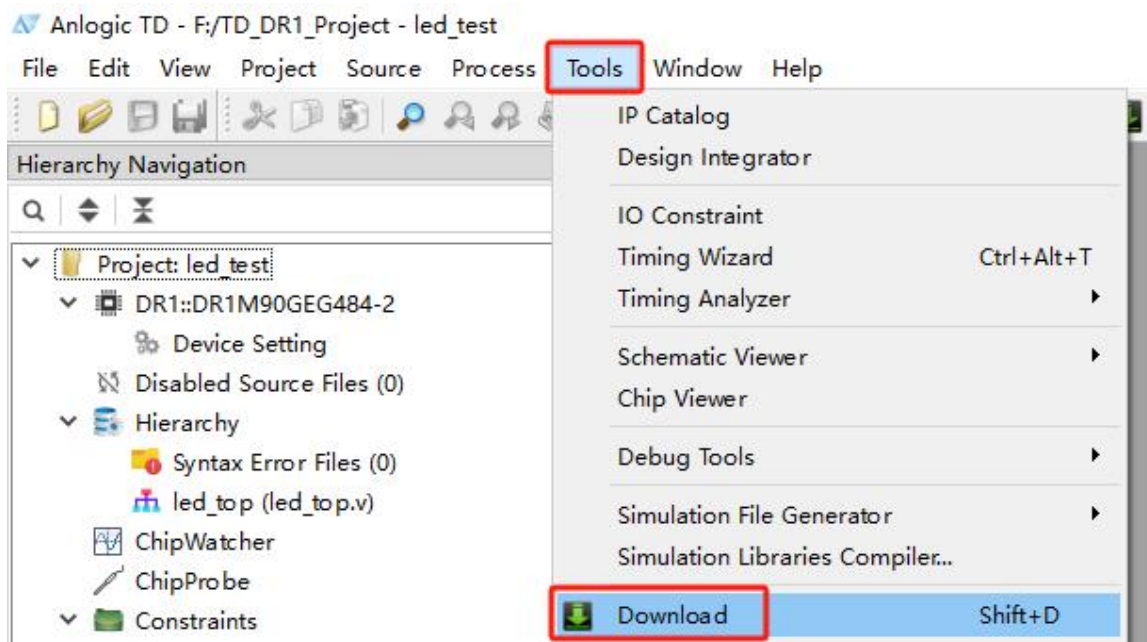 Anlogic TD - F:/TD_DR1_Project - led_test
File Edit View Project Source Process Tools Window Help
Hierarchy Navigation
Project: led_test
DR1::DR1M90GEG484-2
Device Setting
Disabled Source Files (0)
Hierarchy
Syntax Error Files (0)
led_top (led_top.v)
ChipWatcher
ChipProbe
Constraints
IP Catalog
Design Integrator
IO Constraint
Timing Wizard Ctrl+Alt+T
Timing Analyzer
Schematic Viewer
Chip Viewer
Debug Tools
Simulation File Generator
Simulation Libraries Compiler...
Download Shift+D